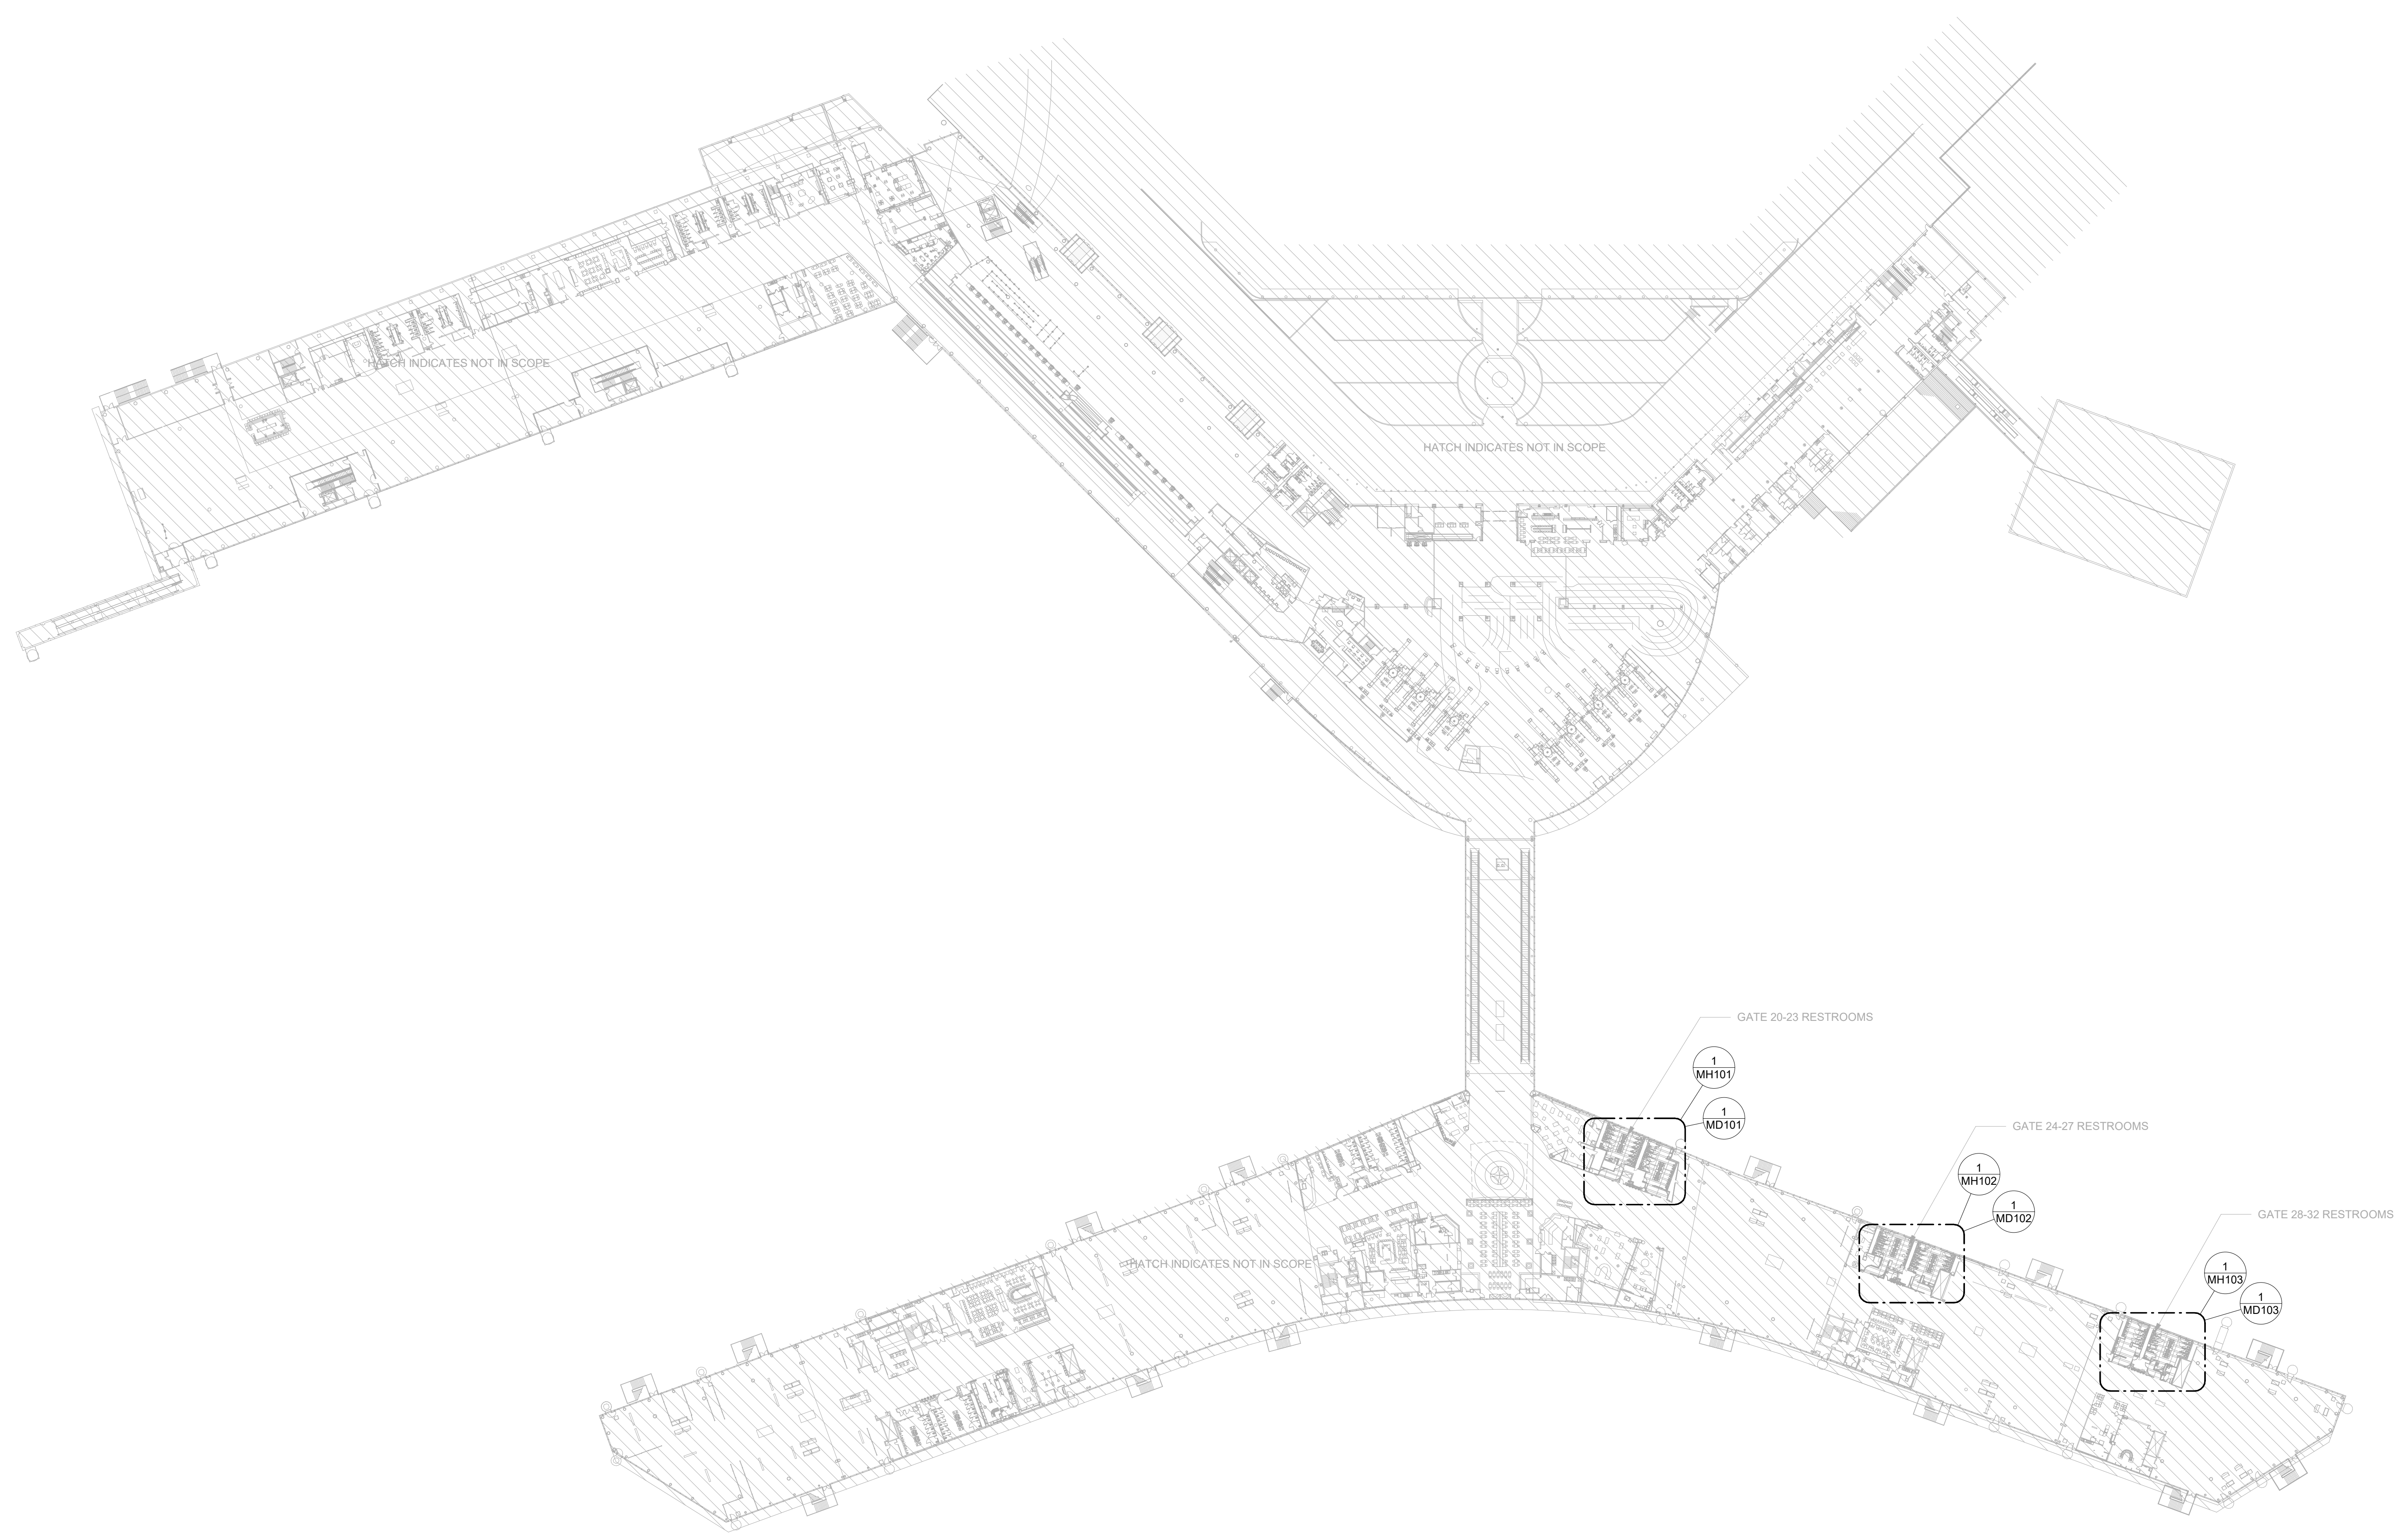 HATCH INDICATES NOT IN SCOPE
HATCH INDICATES NOT IN SCOPE
GATE 20-23 RESTROOMS
1
MH101
1
MD101
GATE 24-27 RESTROOMS
1
MH102
1
MD102
GATE 28-32 RESTROOMS
HATCH INDICATES NOT IN SCOPE
1
MH103
1
MD103